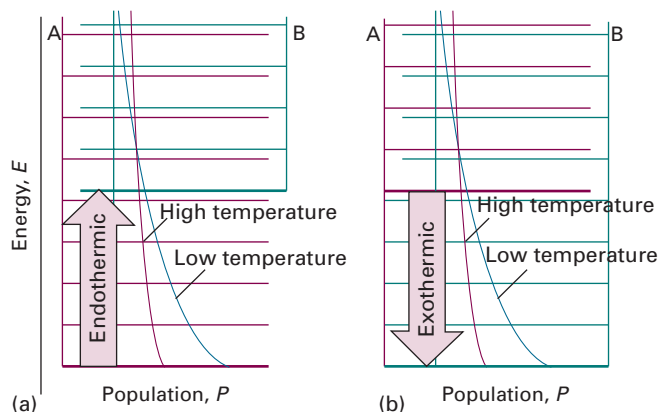 A
B
Energy, E
Endothermic
High temperature
Low temperature
(a)
Population, P
A
B
Exothermic
High temperature
Low temperature
(b)
Population, P